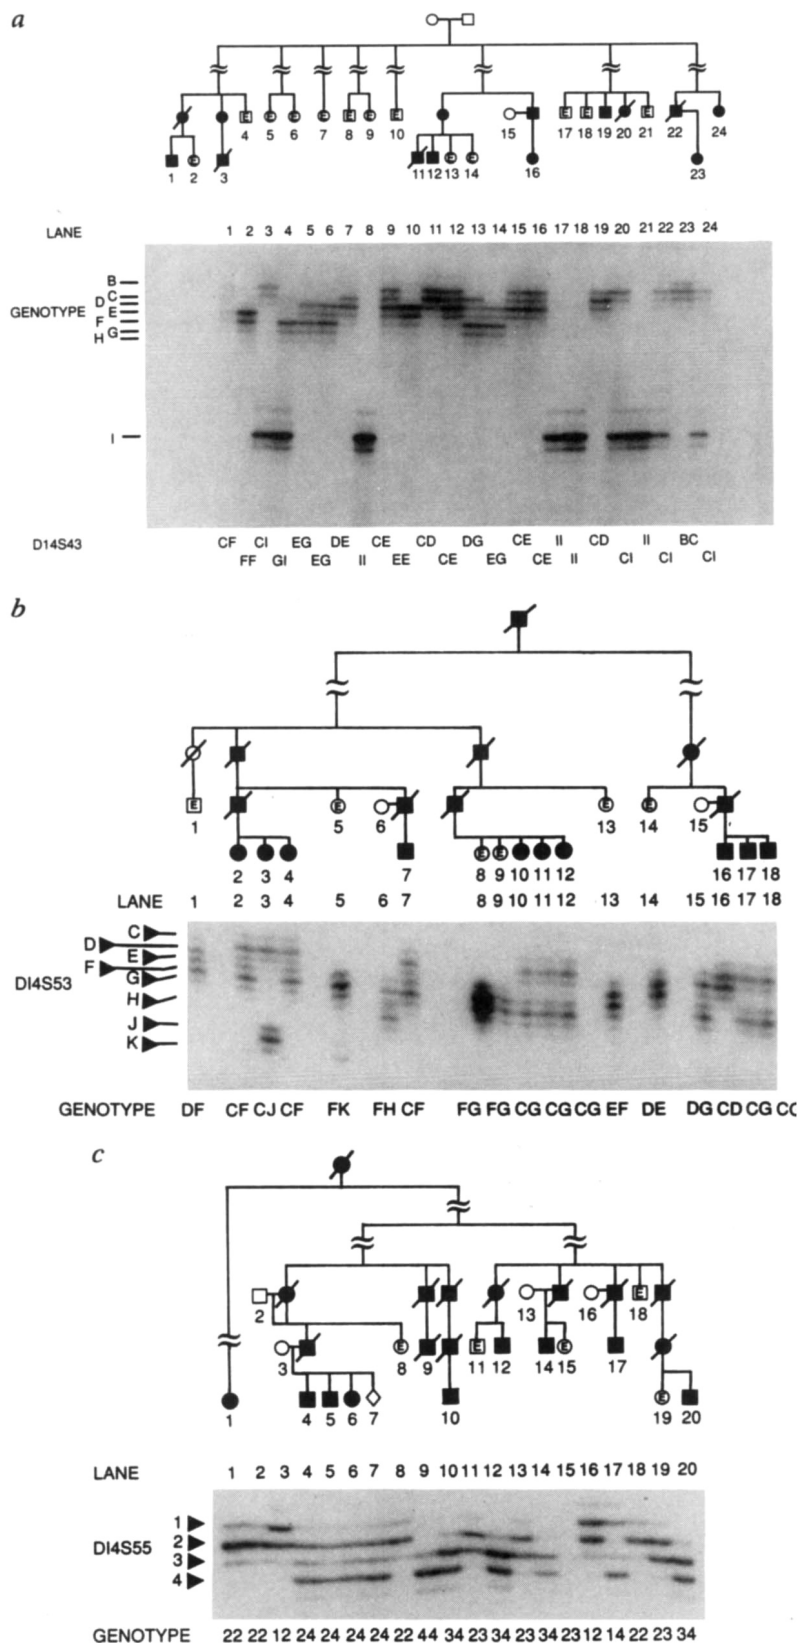 a
15
4 5 6 7 8 9 10 17 18 19 20 21 22 24
E E E E E E E E E E
1 2 3 11 12 13 14 16 23
E E E
LANE 1 2 3 4 5 6 7 8 9 10 11 12 13 14 15 16 17 18 19 20 21 22 23 24
B
C
D
GENOTYPE E
F
G
H
I
D14S43 CF CI EG DE CE CD DG CE II CD II BC
FF GI EG II EE CE EG CE II CI CI CI
b
E E E E E
1 5 6 13 14 15
E E
2 3 4 7 8 9 10 11 12 16 17 18
LANE 1 2 3 4 5 6 7 8 9 10 11 12 13 14 15 16 17 18
C
D
E
F
DI4S53 G
H
J
K
GENOTYPE DF CF CJ CF FK FH CF FG FG CG CG CG EF DE DG CD CG CG
c
2 13 16 E 18
3 E E E
8 9 11 12 14 15 17
E
1 4 5 6 7 10 19 20
LANE 1 2 3 4 5 6 7 8 9 10 11 12 13 14 15 16 17 18 19 20
1
2
DI4S55
3
4
GENOTYPE 22 22 12 24 24 24 24 22 44 34 23 34 23 34 23 12 14 22 23 34